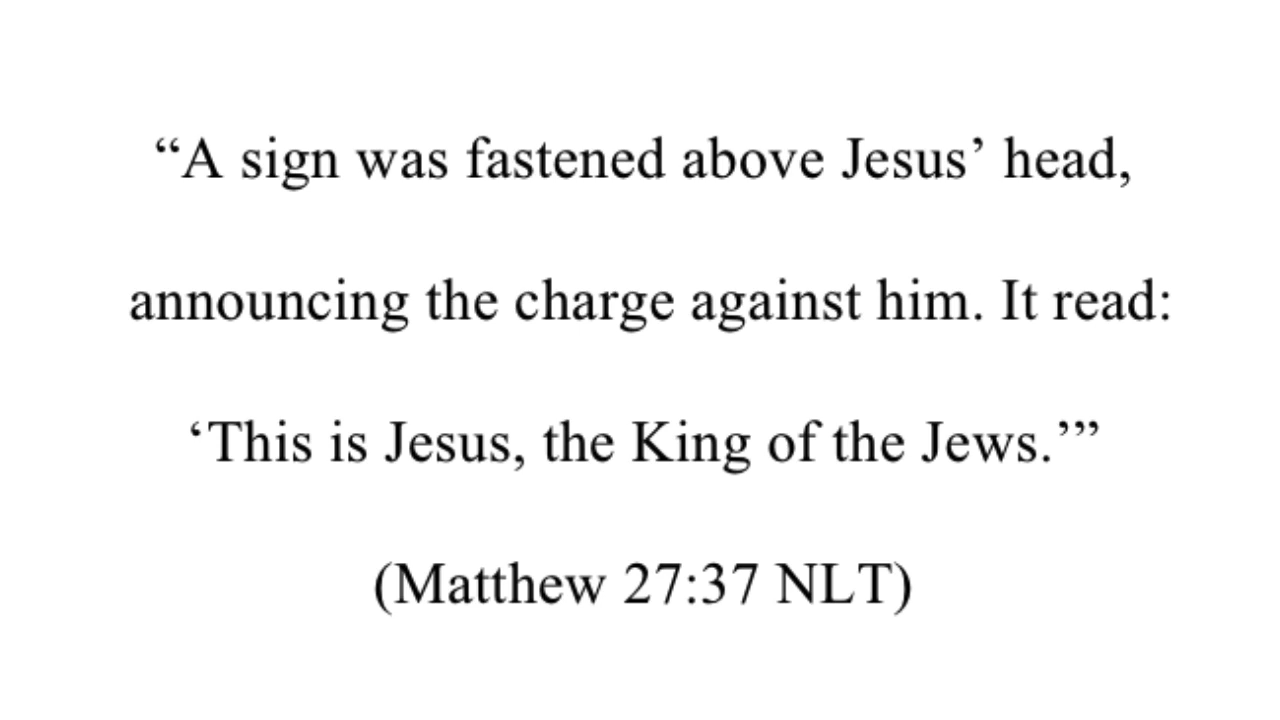 “A sign was fastened above Jesus’ head,
announcing the charge against him. It read:
‘This is Jesus, the King of the Jews.’”
(Matthew 27:37 NLT)